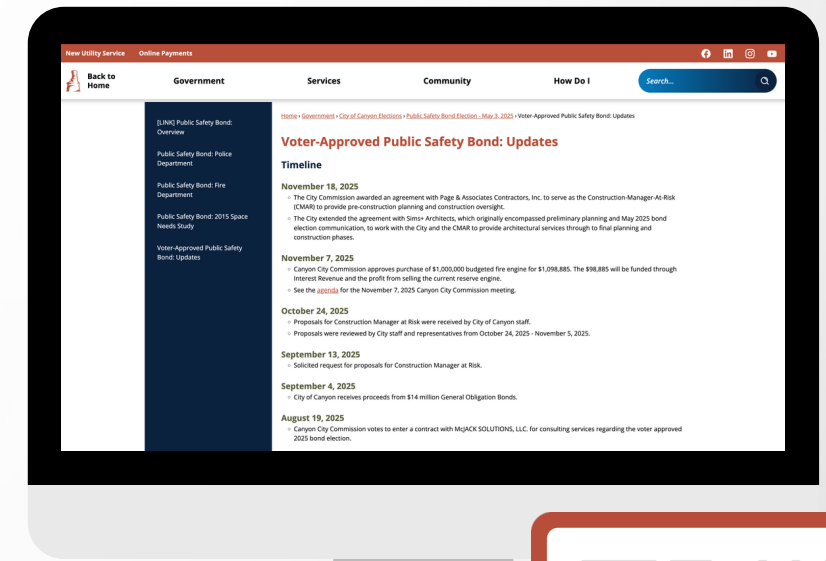 New Utility Service Online Payments
Back to
Home
Government Services Community How Do I Search...
[LINK] Public Safety Bond:
Overview
Public Safety Bond: Police
Department
Public Safety Bond: Fire
Department
Public Safety Bond: 2015 Space
Needs Study
Voter-Approved Public Safety
Bond: Updates
Home › Government › City of Canyon Elections › Public Safety Bond Election - May 3, 2025 › Voter-Approved Public Safety Bond: Updates
Voter-Approved Public Safety Bond: Updates
Timeline
November 18, 2025
The City Commission awarded an agreement with Page & Associates Contractors, Inc. to serve as the Construction-Manager-At-Risk
(CMAR) to provide pre-construction planning and construction oversight.
The City extended the agreement with Sims+ Architects, which originally encompassed preliminary planning and May 2025 bond
election communication, to work with the City and the CMAR to provide architectural services through to final planning and
construction phases.
November 7, 2025
Canyon City Commission approves purchase of $1,000,000 budgeted fire engine for $1,098,885. The $98,885 will be funded through
Interest Revenue and the profit from selling the current reserve engine.
See the agenda for the November 7, 2025 Canyon City Commission meeting.
October 24, 2025
Proposals for Construction Manager at Risk were received by City of Canyon staff.
Proposals were reviewed by City staff and representatives from October 24, 2025 - November 5, 2025.
September 13, 2025
Solicited request for proposals for Construction Manager at Risk.
September 4, 2025
City of Canyon receives proceeds from $14 million General Obligation Bonds.
August 19, 2025
Canyon City Commission votes to enter a contract with McJACK SOLUTIONS, LLC. for consulting services regarding the voter approved
2025 bond election.